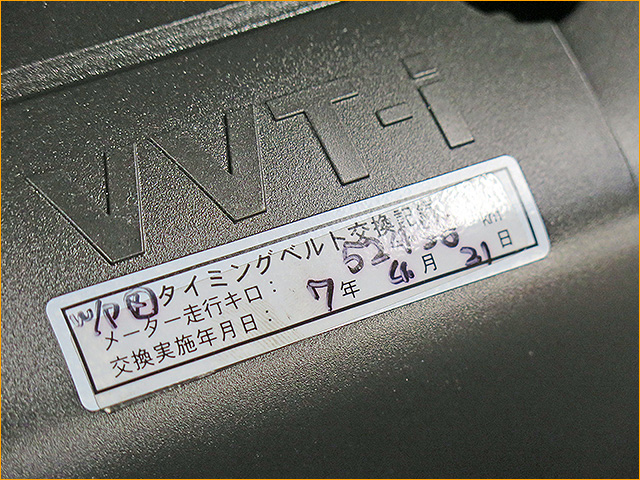 VVT-i
W/P タイミングベルト交換記録
メーター走行キロ: KM
交換実施年月日: 7年 4月 21日